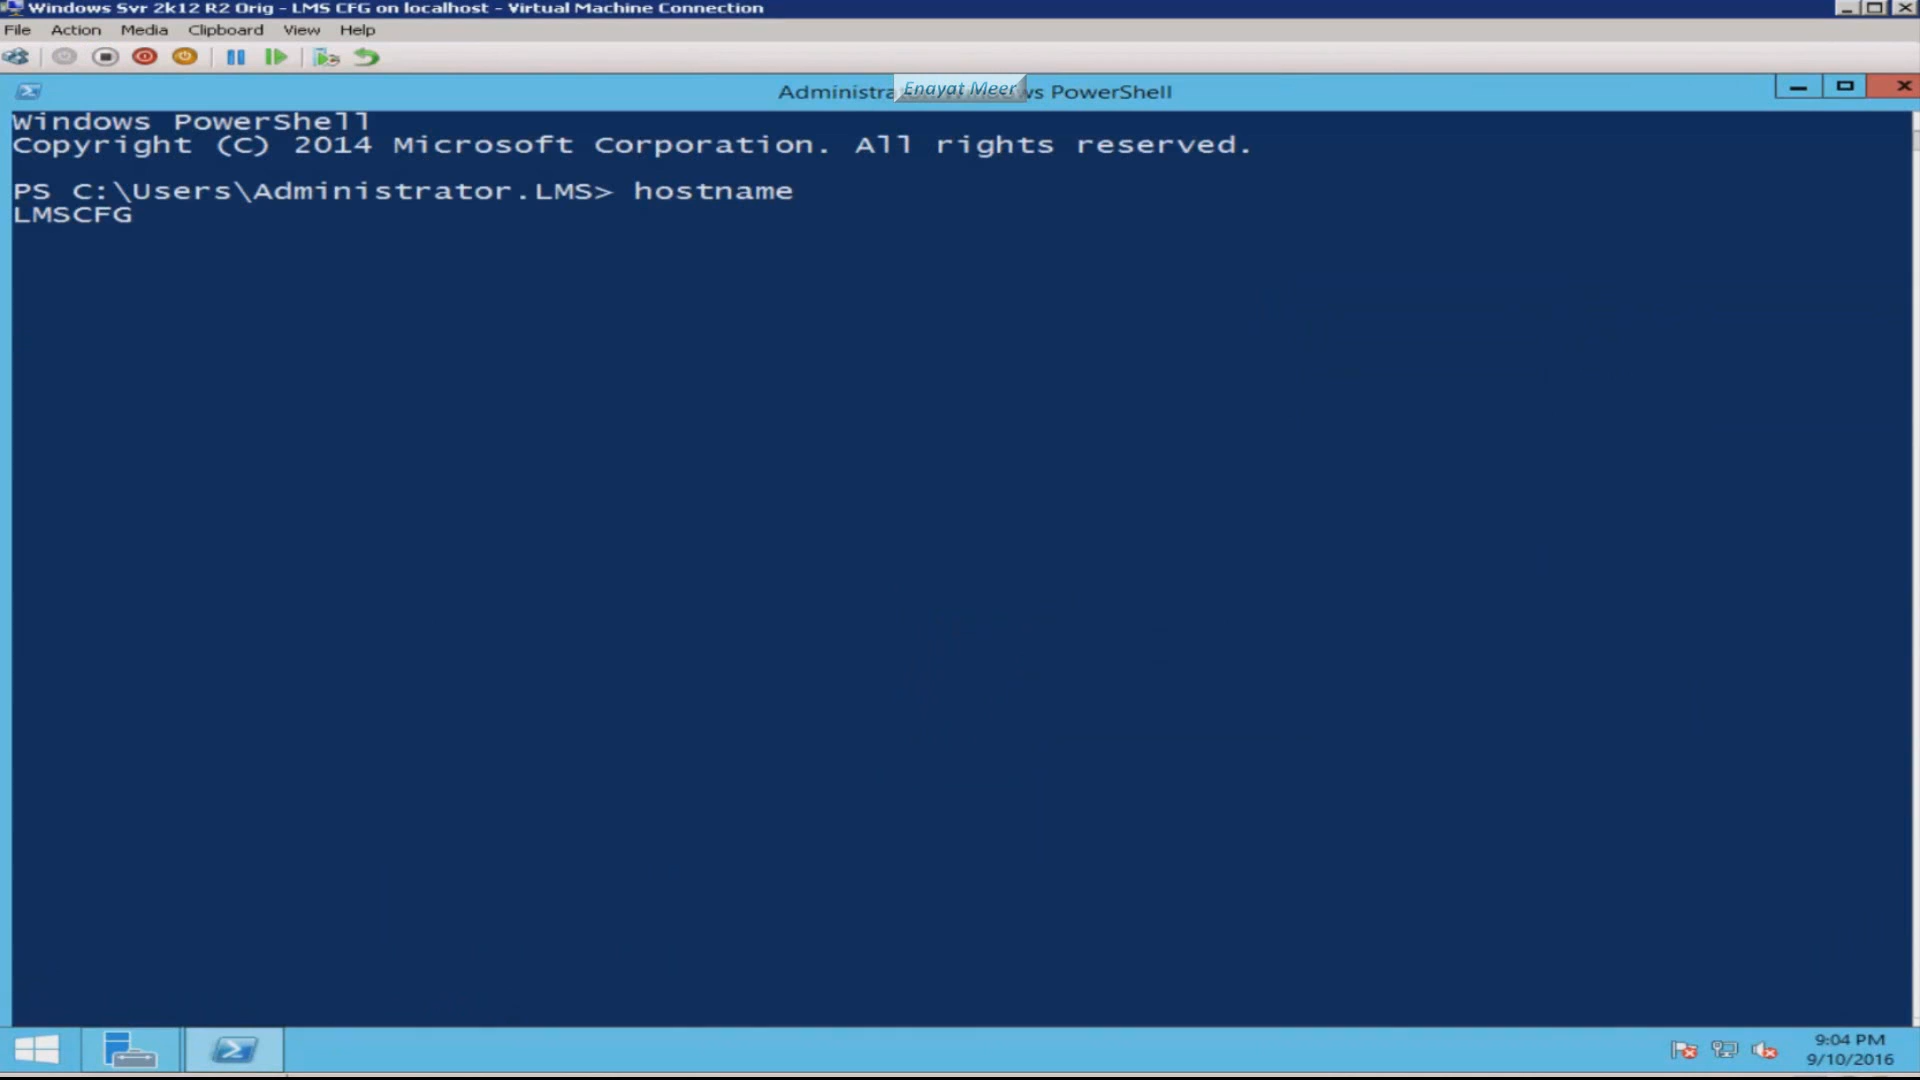 Windows Svr 2k12 R2 Orig - LMS CFG on localhost - Virtual Machine Connection
File Action Media Clipboard View Help
Enayat Meer
Administra ws PowerShell
Windows PowerShell
Copyright (C) 2014 Microsoft Corporation. All rights reserved.
PS C:\Users\Administrator.LMS> hostname
LMSCFG
9:04 PM
9/10/2016